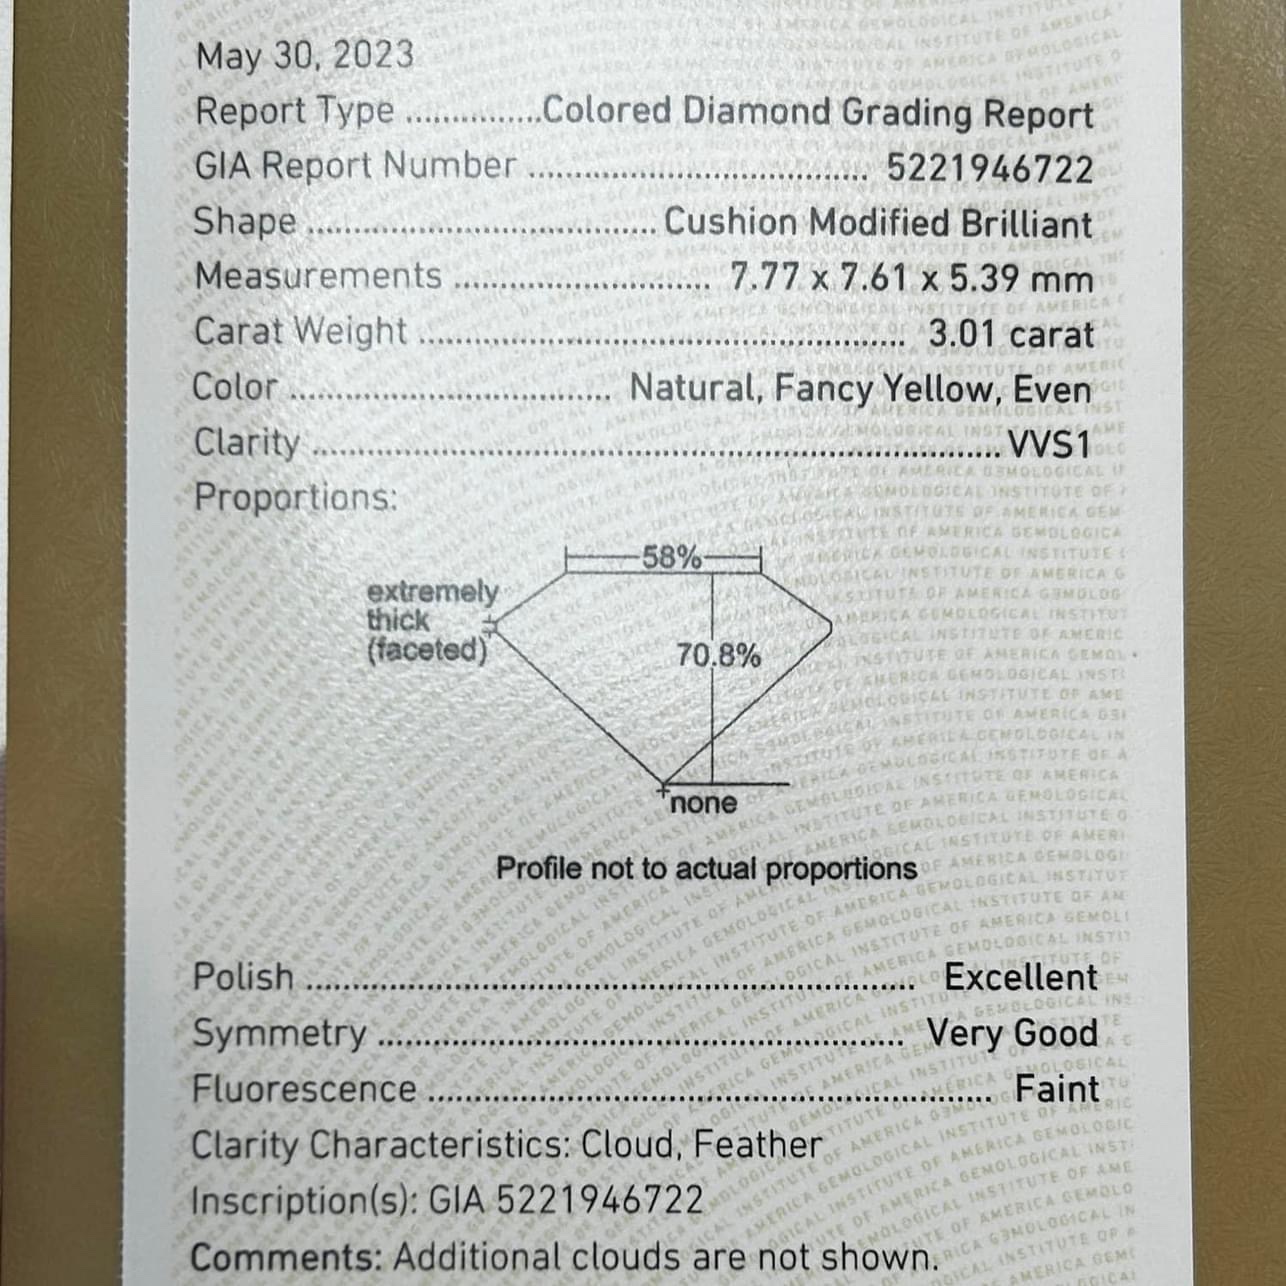 May 30, 2023
Report Type ............... Colored Diamond Grading Report
GIA Report Number ..................................... 5221946722
Shape ...................................... Cushion Modified Brilliant
Measurements ............................ 7.77 x 7.61 x 5.39 mm
Carat Weight ..................................................... 3.01 carat
Color ................................... Natural, Fancy Yellow, Even
Clarity .......................................................................... VVS1
Proportions:
58%
extremely
thick
(faceted)
70.8%
none
Profile not to actual proportions
Polish .................................................................. Excellent
Symmetry ......................................................... Very Good
Fluorescence ............................................................. Faint
Clarity Characteristics: Cloud, Feather
Inscription(s): GIA 5221946722
Comments: Additional clouds are not shown.